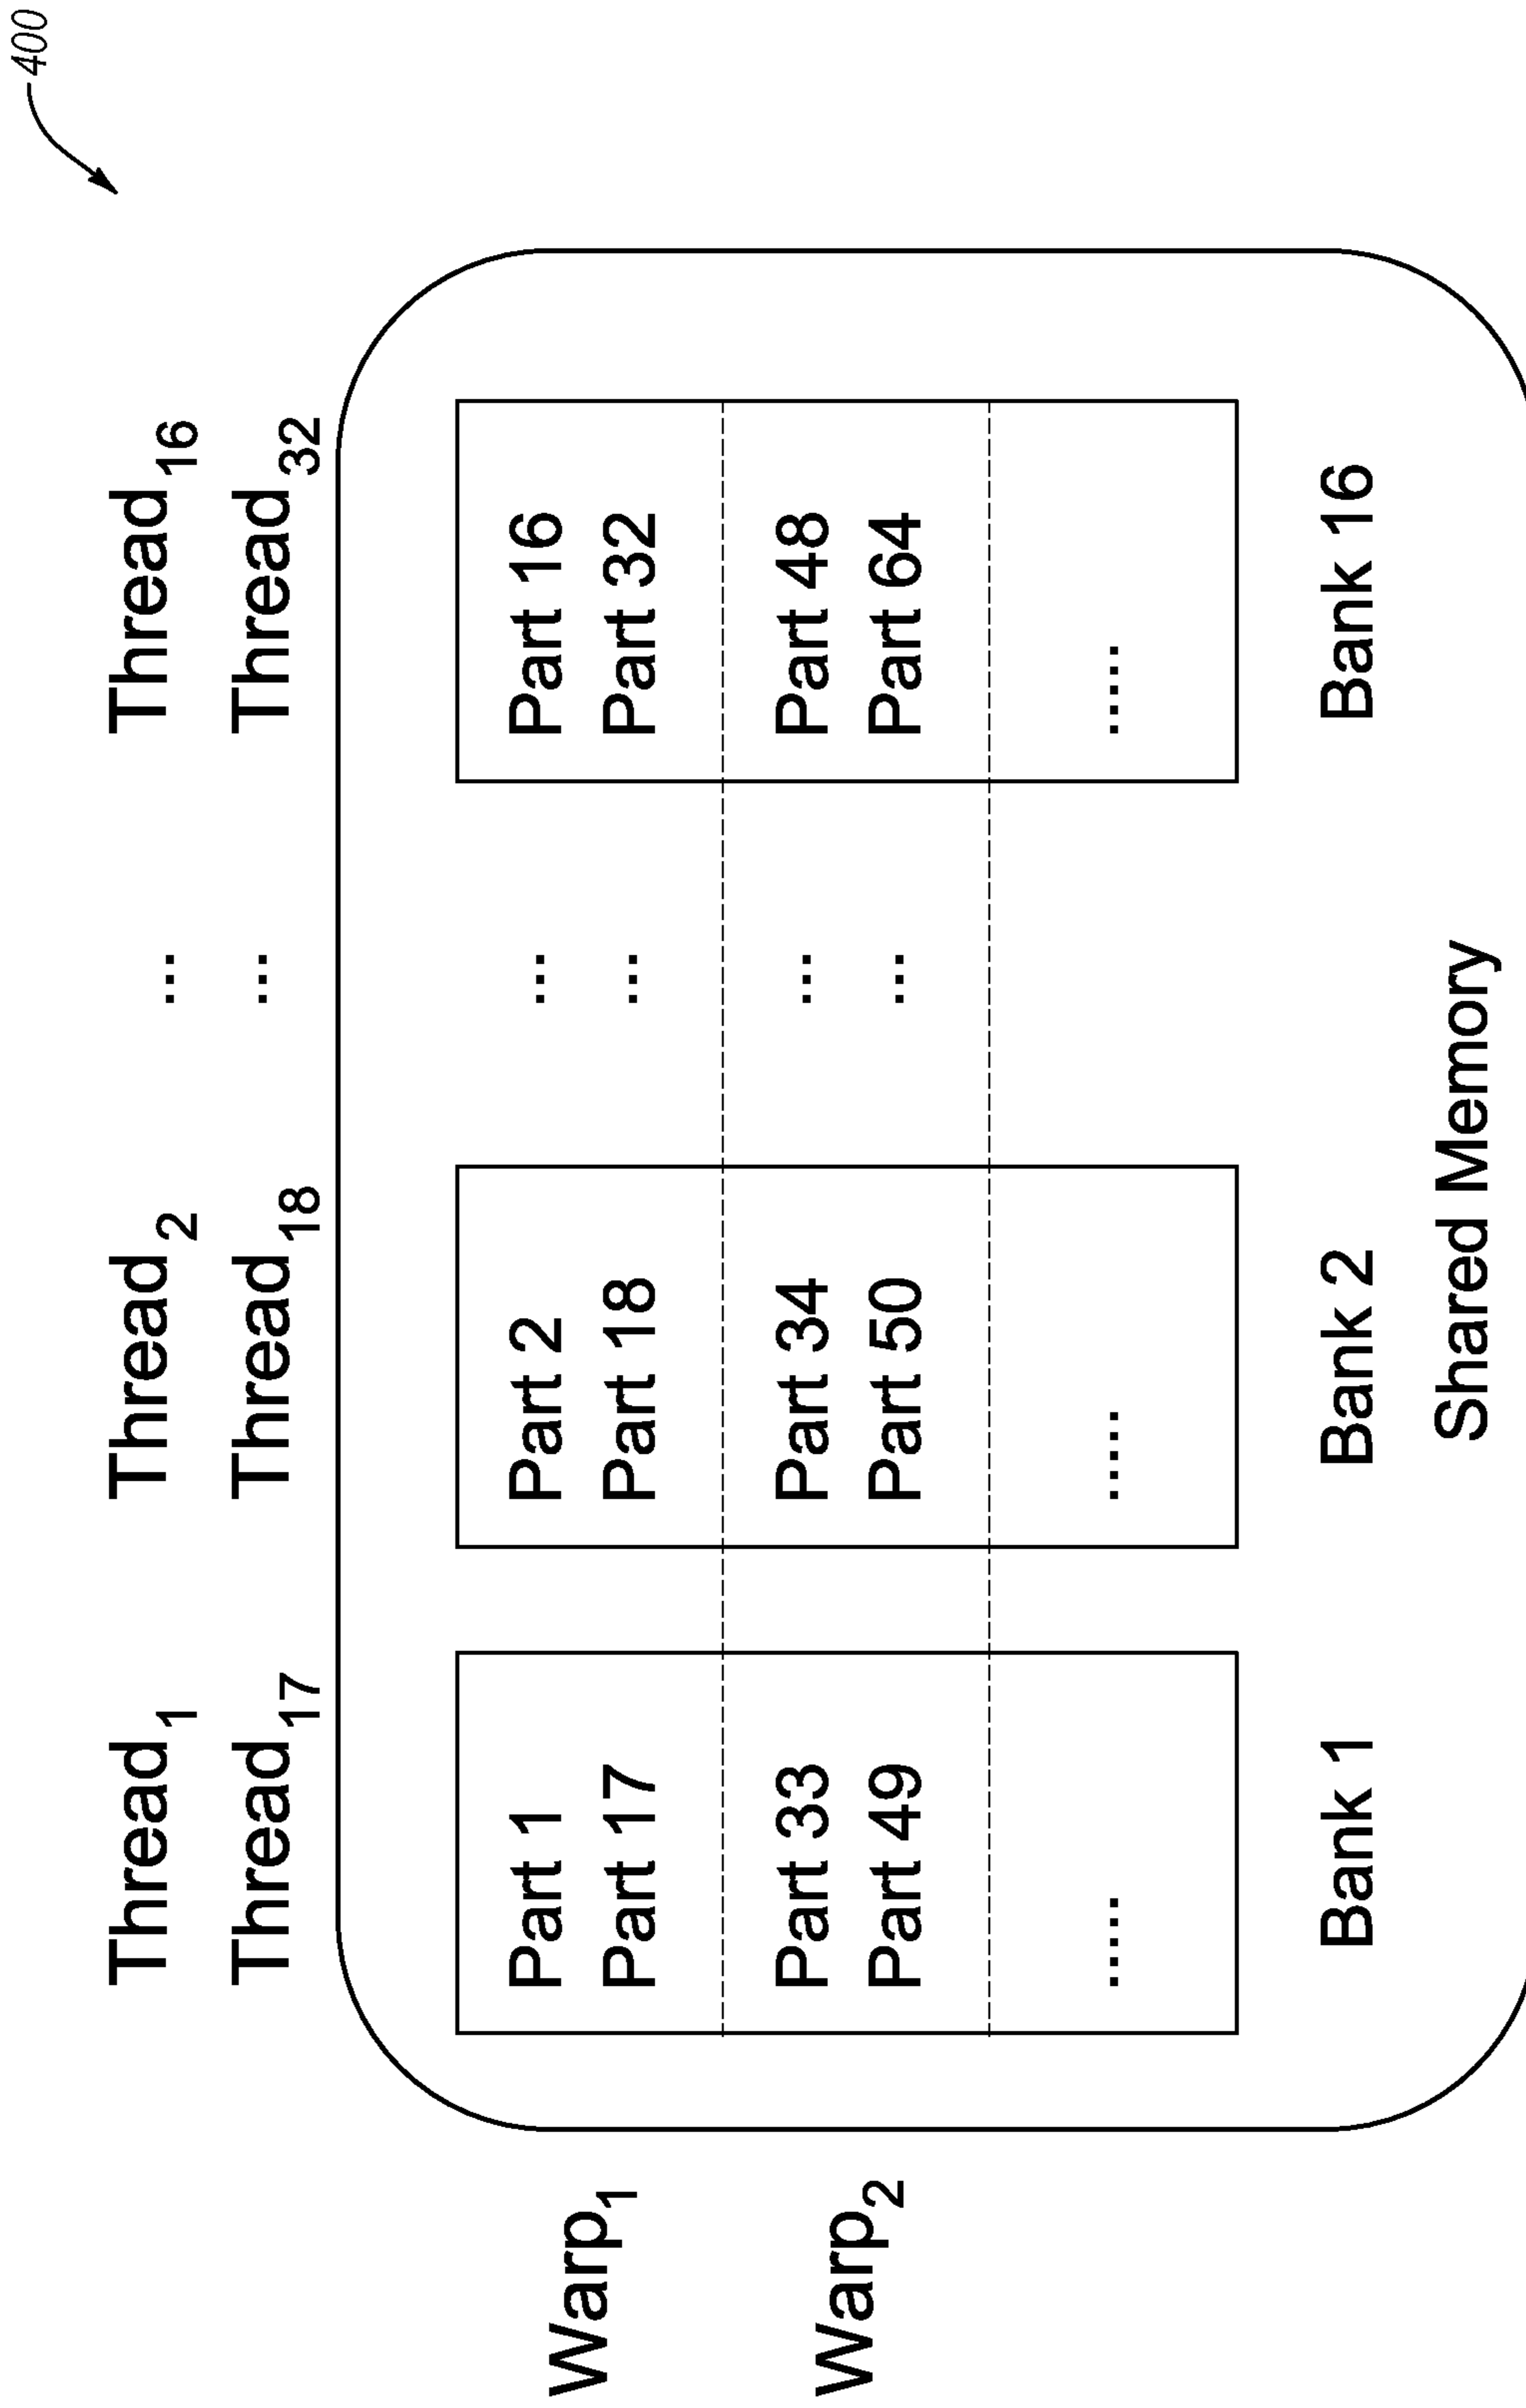 400
Thread1 Thread2 ... Thread16
Thread17 Thread18 ... Thread32
Warp1 Part 1 Part 2 ... Part 16
Part 17 Part 18 ... Part 32
Warp2 Part 33 Part 34 ... Part 48
Part 49 Part 50 ... Part 64
..... ..... .....
Bank 1 Bank 2 Bank 16
Shared Memory